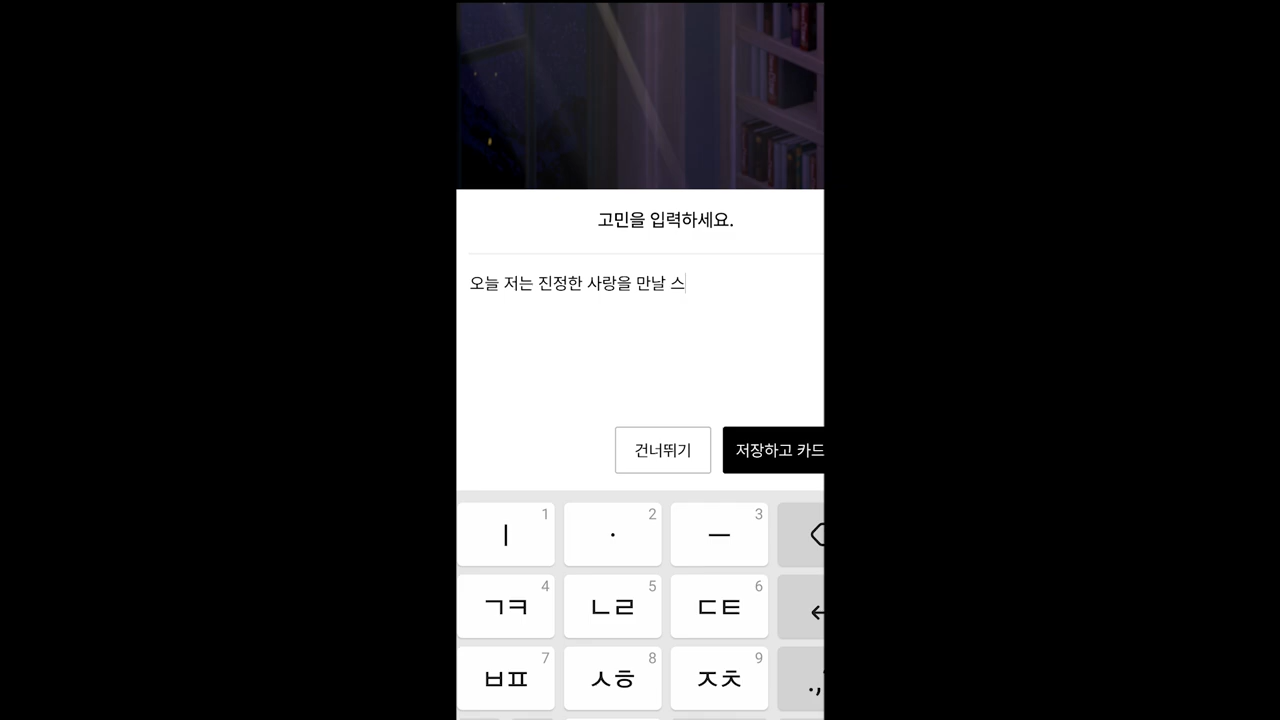 고민을 입력하세요.
오늘 저는 진정한 사랑을 만날 스
건너뛰기 저장하고 카드
1 2 3
ㅣ · ㅡ
4 5 6
ㄱㅋ ㄴㄹ ㄷㅌ
7 8 9
ㅂㅍ ㅅㅎ ㅈㅊ .,